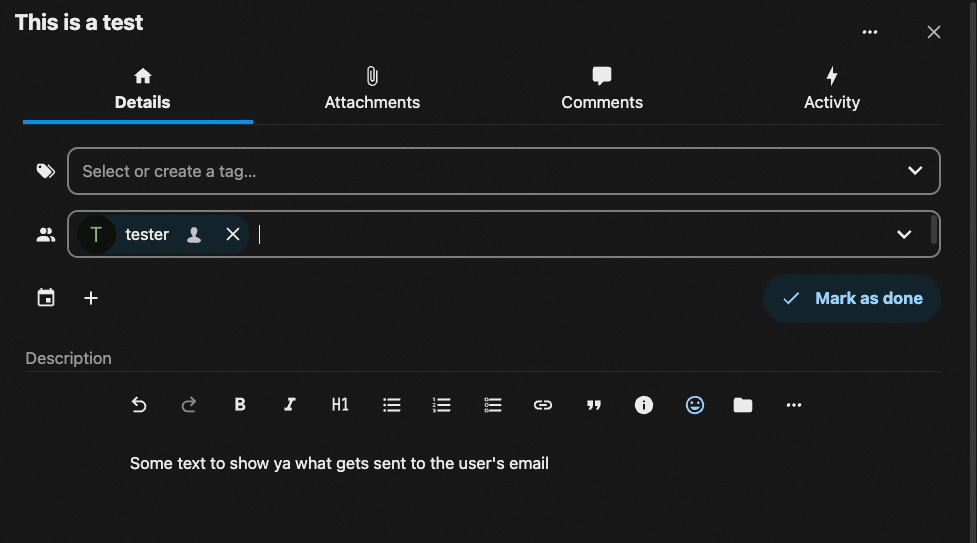 This is a test
Details Attachments Comments Activity
Select or create a tag...
T tester
Mark as done
Description
B I H1
Some text to show ya what gets sent to the user's email